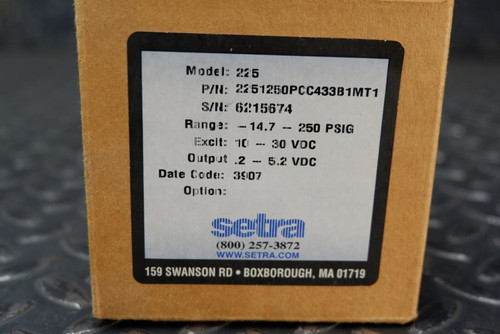 Model: 225
P/N: 2251250PCC433B1MT1
S/N: 6215674
Range: -14.7 -- 250 PSIG
Excit: 10 -- 30 VDC
Output .2 -- 5.2 VDC
Date Code: 3907
Option:
setra
(800) 257-3872
WWW.SETRA.COM
159 SWANSON RD • BOXBOROUGH, MA 01719